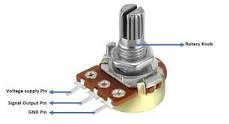 Rotary Knob
Voltage supply Pin
Signal Output Pin
GND Pin